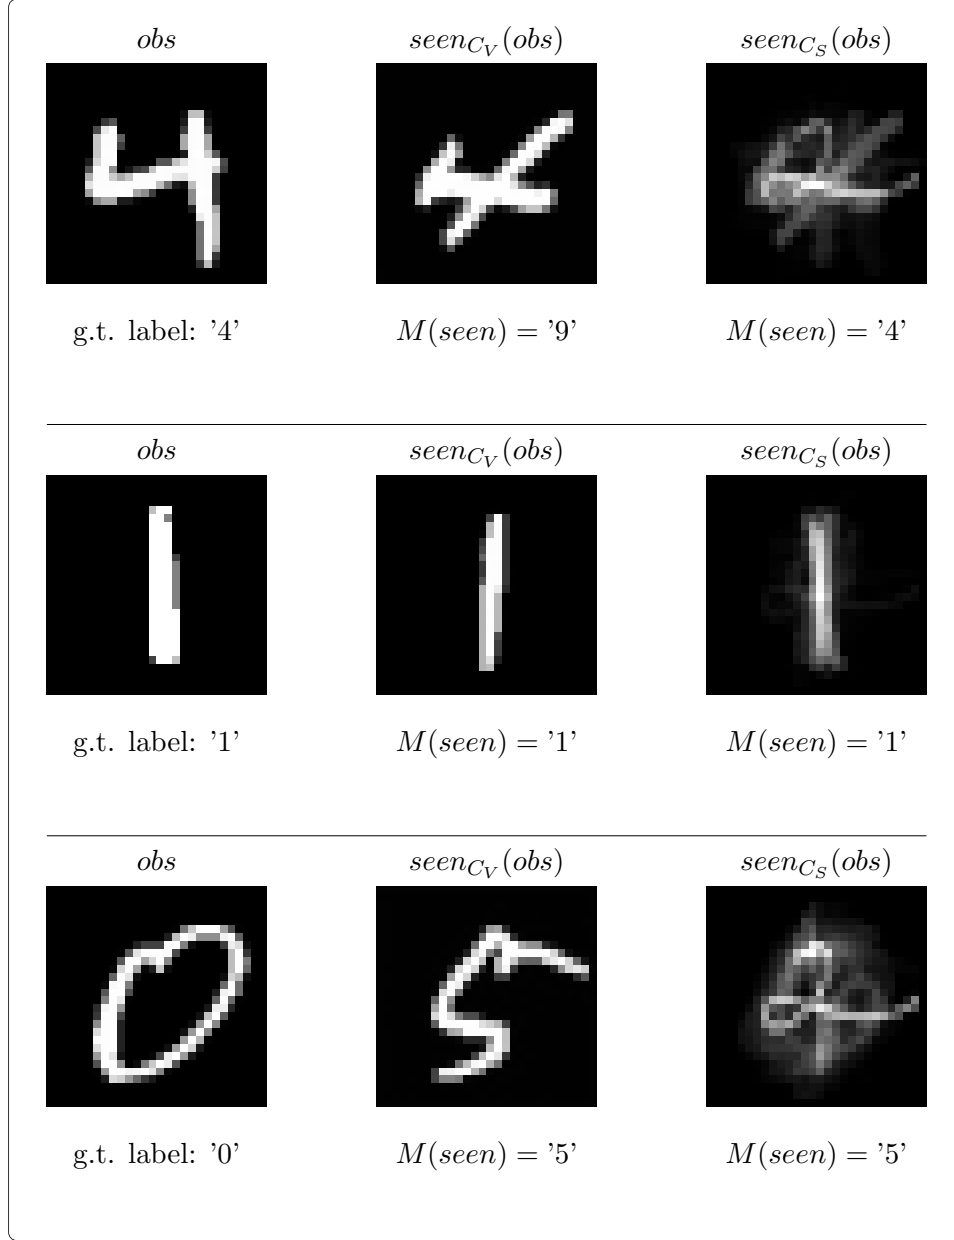 obs seen_{C_V}(obs) seen_{C_S}(obs)
g.t. label: '4' M(seen) = '9' M(seen) = '4'
obs seen_{C_V}(obs) seen_{C_S}(obs)
g.t. label: '1' M(seen) = '1' M(seen) = '1'
obs seen_{C_V}(obs) seen_{C_S}(obs)
g.t. label: '0' M(seen) = '5' M(seen) = '5'